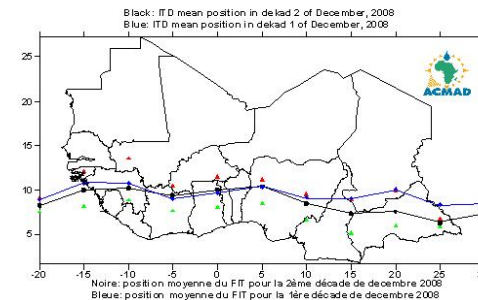 Black: ITD mean position in dekad 2 of December, 2008
Blue: ITD mean position in dekad 1 of December, 2008
ACMAD
25
20
15
10
5
-20 -15 -10 -5 0 5 10 15 20 25
Noire: position moyenne du FIT pour la 2ème décade de decembre 2008
Bleue: position moyenne du FIT pour la 1ère décade de décembre 2008